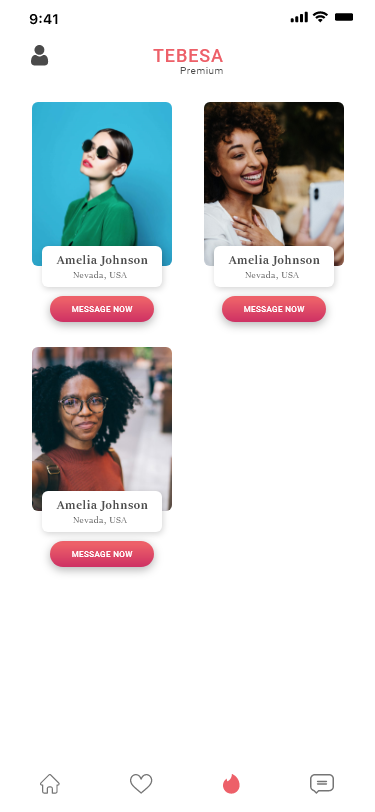 9:41
TEBESA
Premium
Amelia Johnson
Nevada, USA
MESSAGE NOW
Amelia Johnson
Nevada, USA
MESSAGE NOW
Amelia Johnson
Nevada, USA
MESSAGE NOW